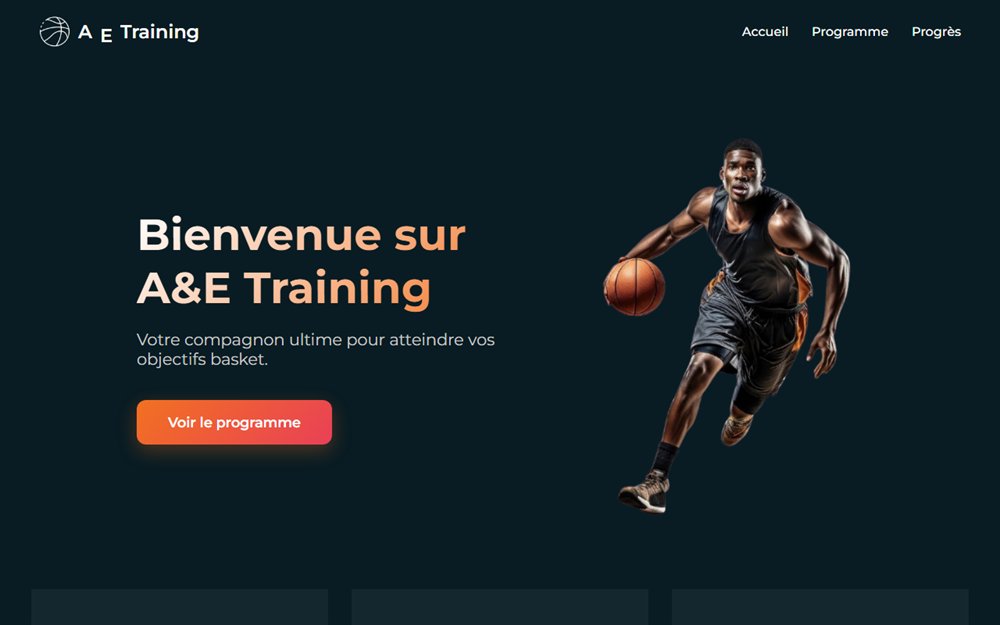 A E Training
Accueil
Programme
Progrès
Bienvenue sur
A&E Training
Votre compagnon ultime pour atteindre vos
objectifs basket.
Voir le programme